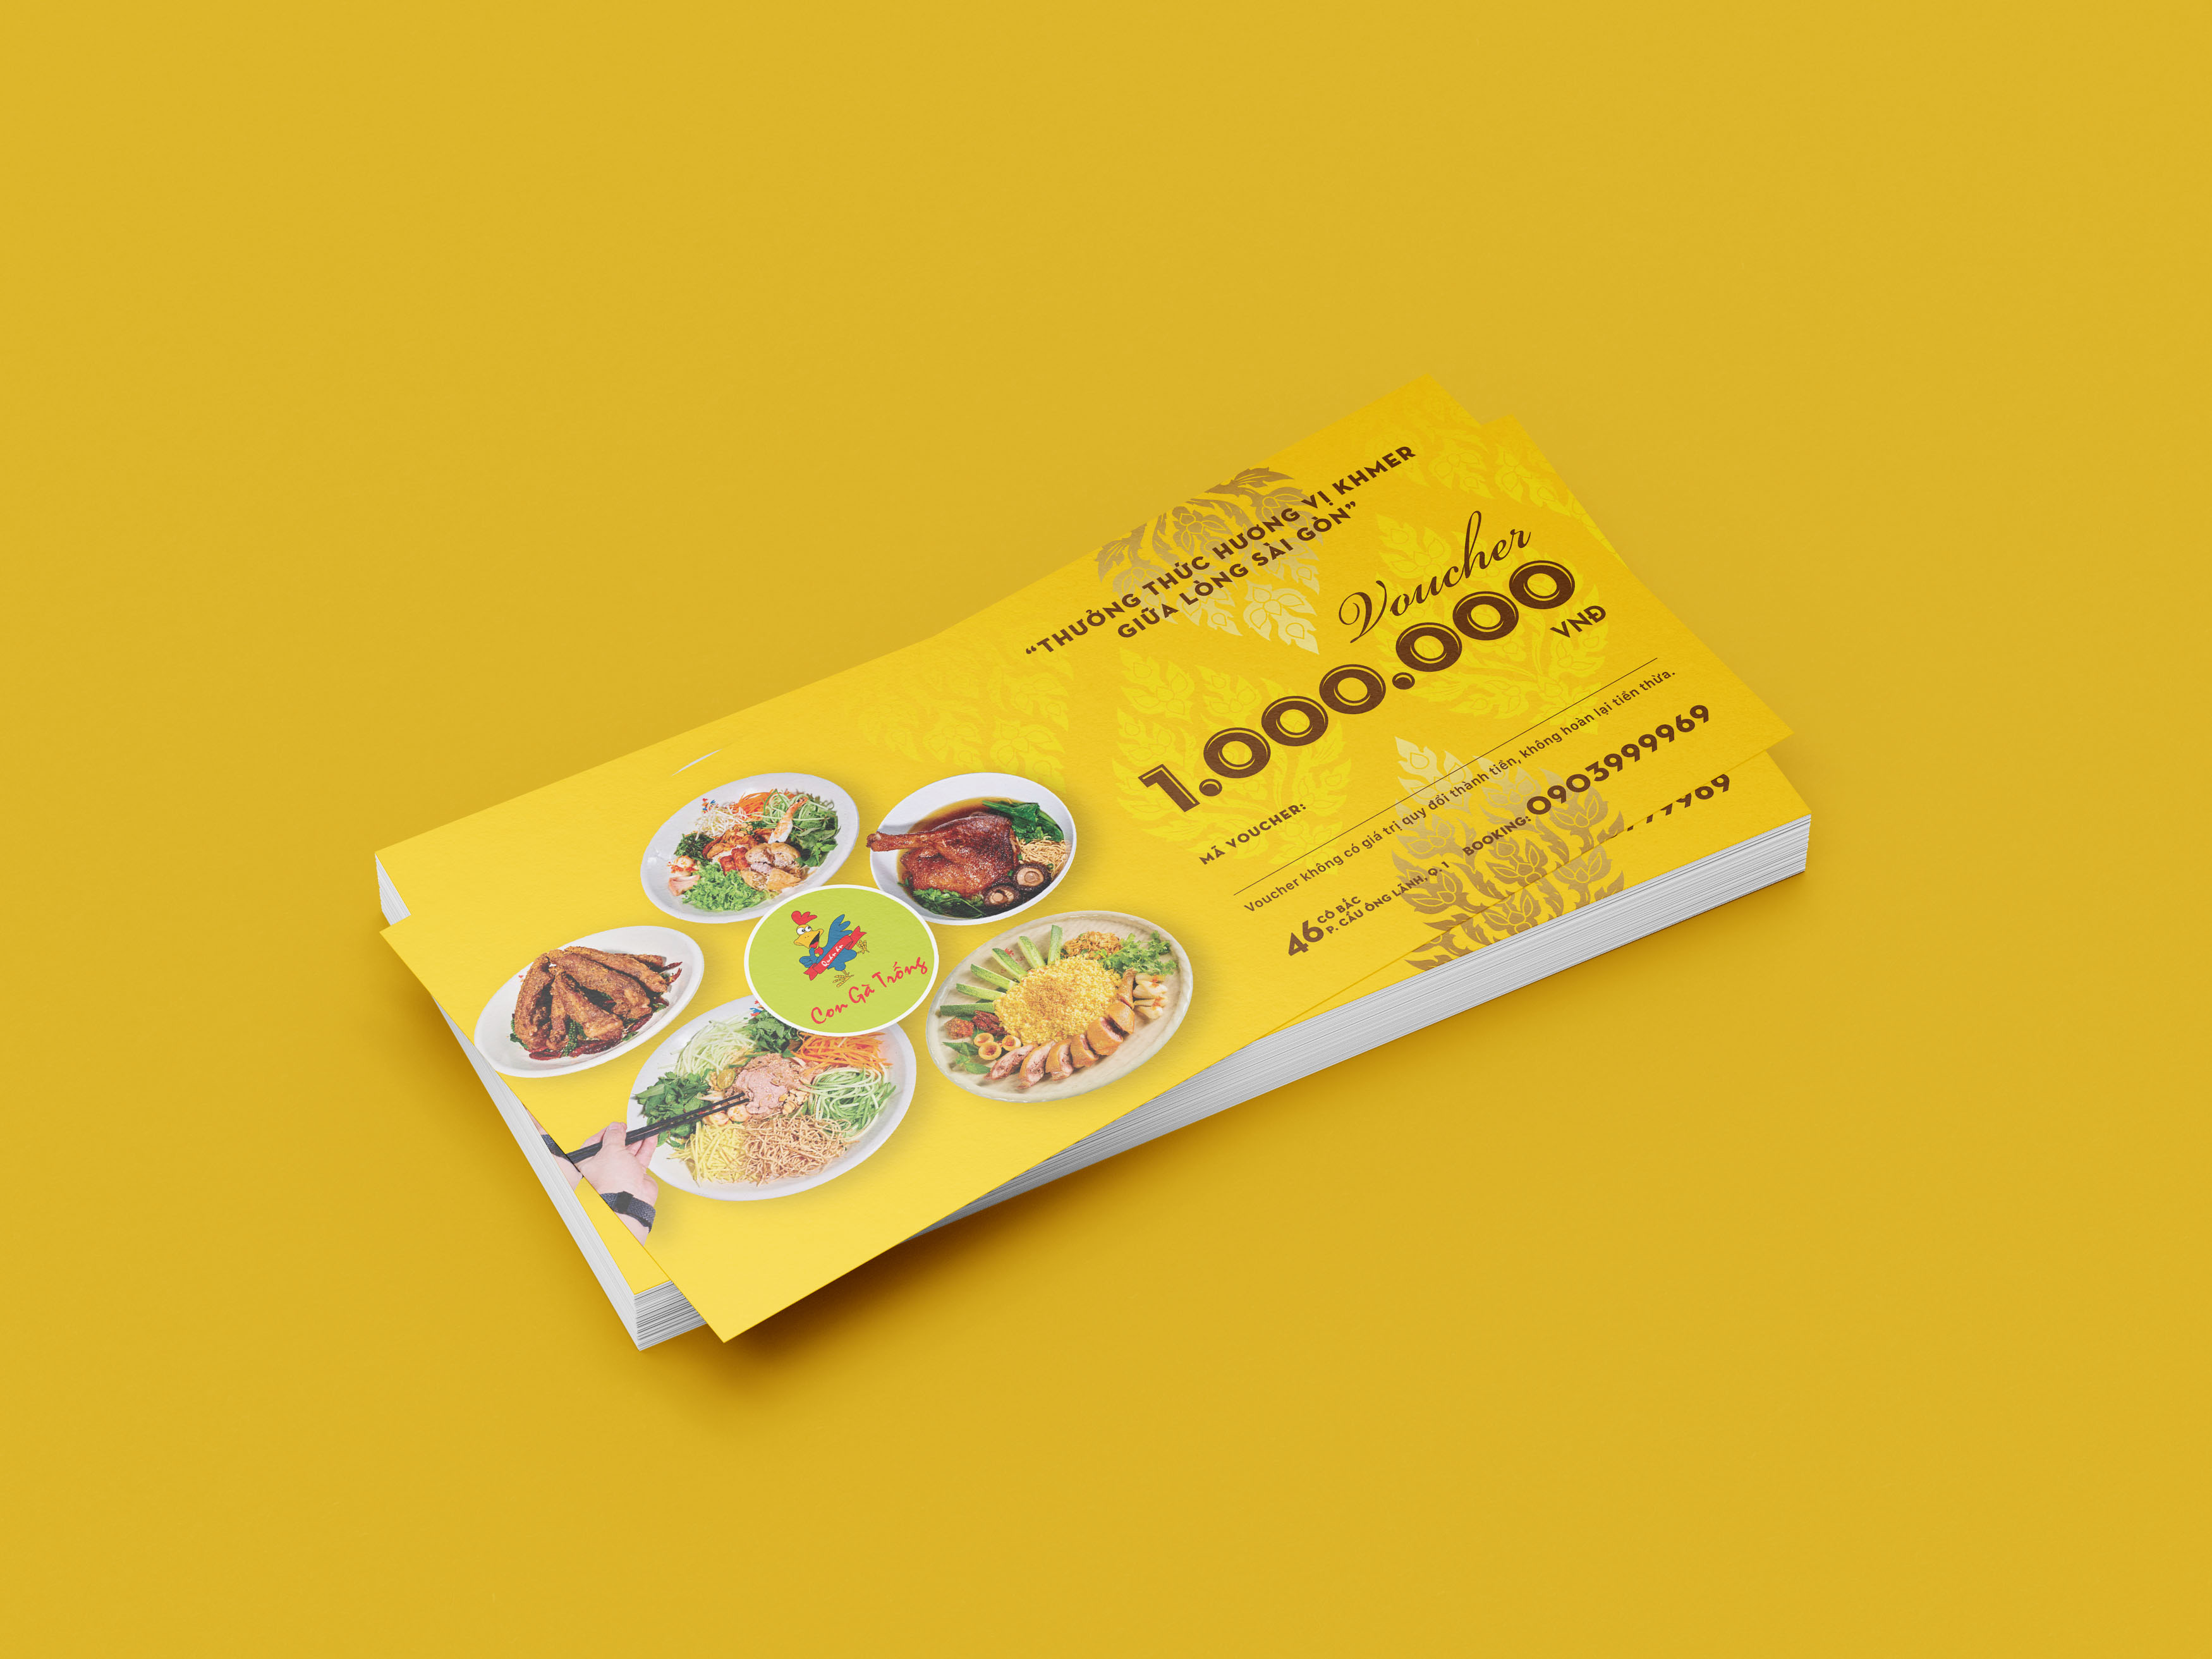 “THƯỞNG THỨC HƯƠNG VỊ KHMER
GIỮA LÒNG SÀI GÒN”
Voucher
1.000.000
VNĐ
MÃ VOUCHER:
Voucher không có giá trị quy đổi thành tiền, không hoàn lại tiền thừa.
46 CÔ BẮC
P. CẦU ÔNG LÃNH, Q. 1
BOOKING: 0903999969
Quán Ăn
Con Gà Trống